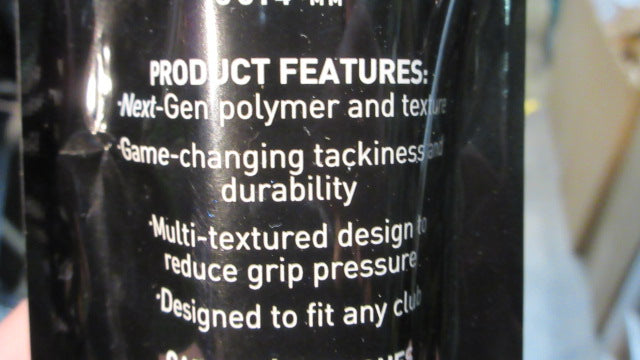 MM
PRODUCT FEATURES:
·Next-Gen polymer and texture
·Game-changing tackiness and
durability
·Multi-textured design to
reduce grip pressure
·Designed to fit any club